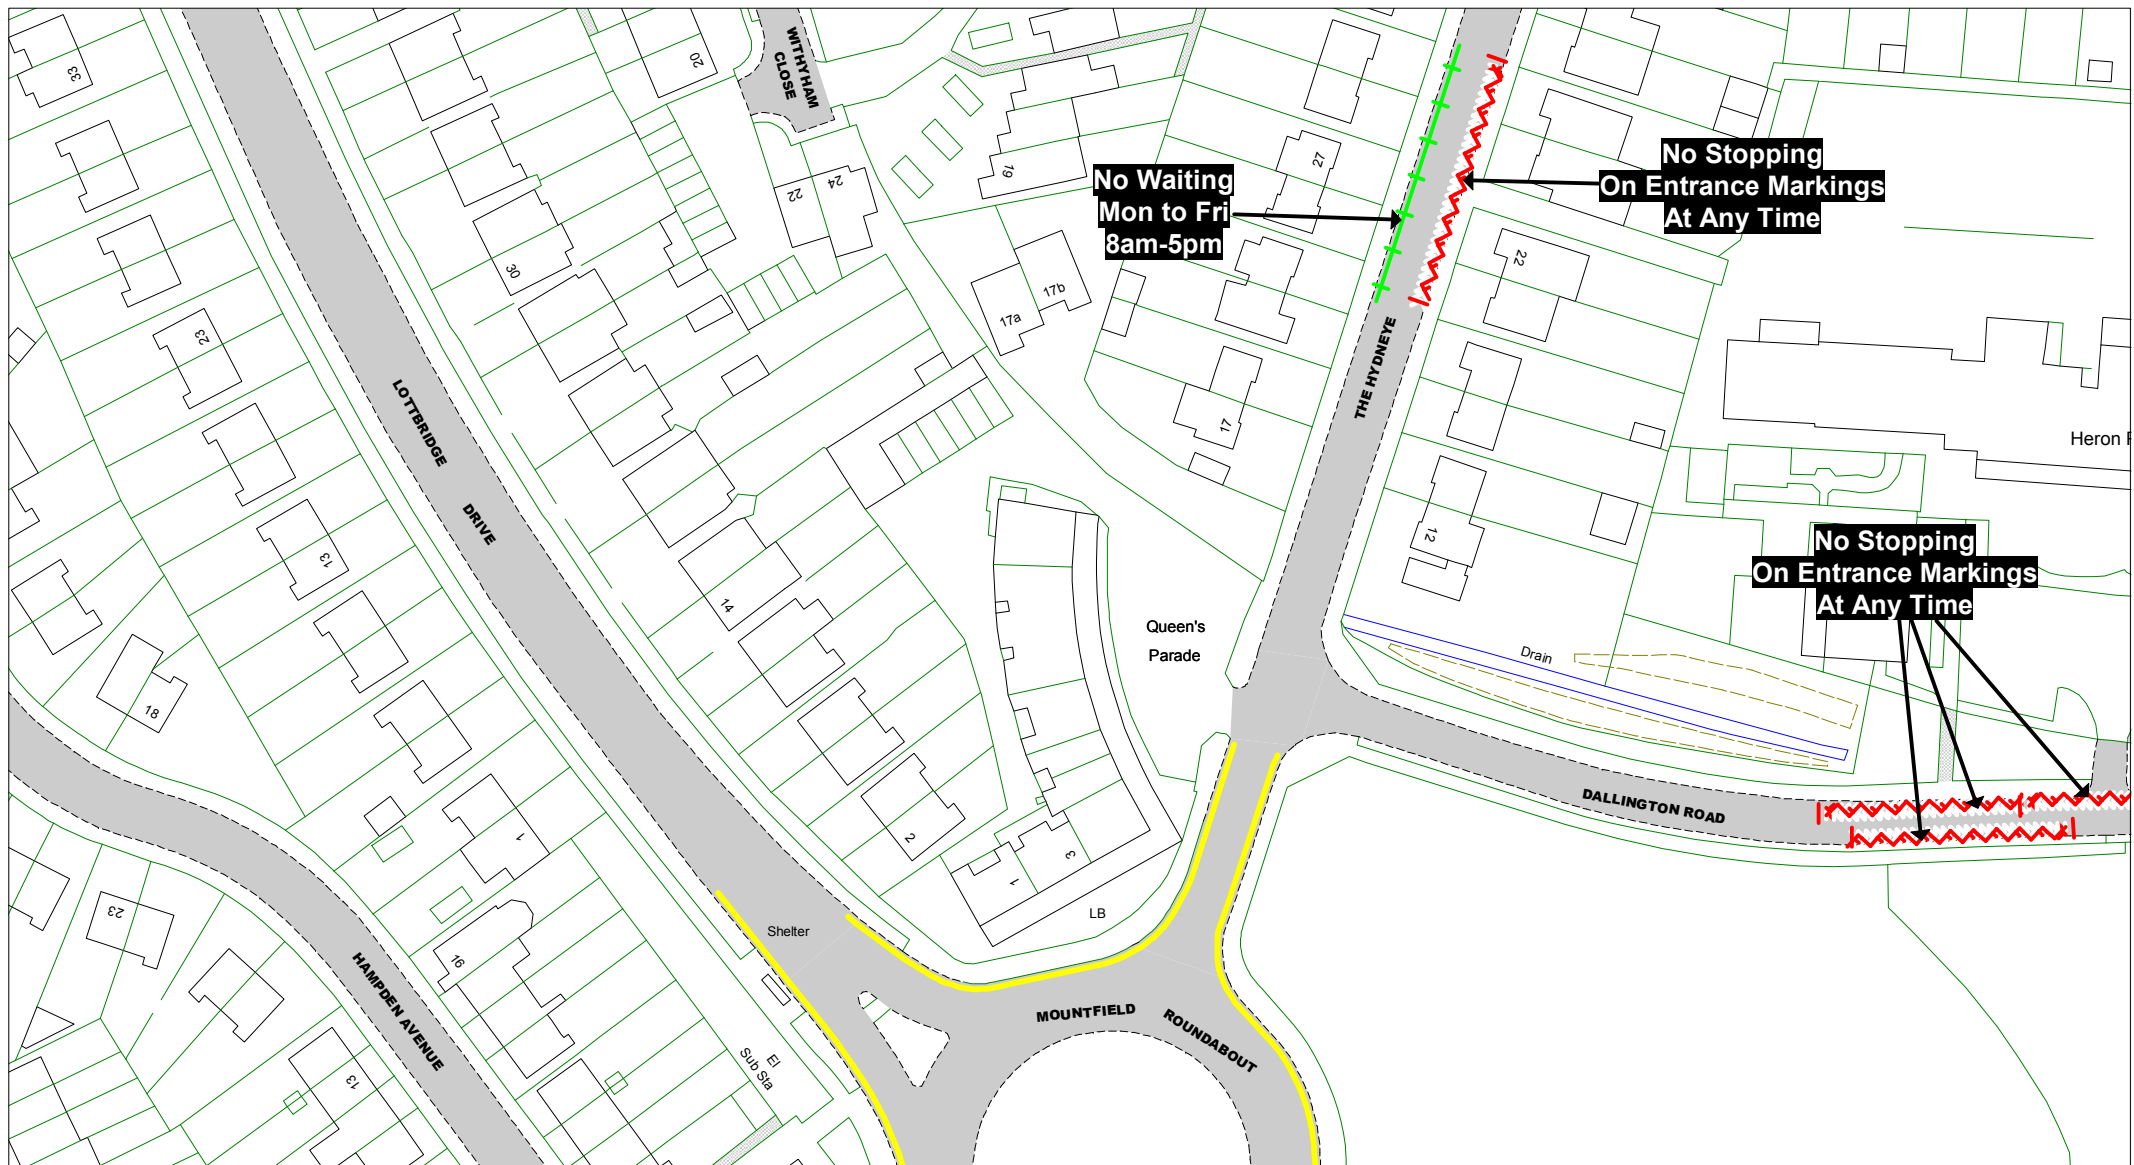 33
20
WITHYHAM
CLOSE
19
27
22
24
No Waiting
Mon to Fri
8am-5pm
No Stopping
On Entrance Markings
At Any Time
30
17b
17a
22
23
THE HYDNEYE
LOTTBRIDGE
DRIVE
17
Heron
12
13
14
No Stopping
On Entrance Markings
At Any Time
Queen's
Parade
Drain
18
DALLINGTON ROAD
1
2
3
1
LB
23
Shelter
16
HAMPDEN AVENUE
MOUNTFIELD
ROUNDABOUT
El
Sub Sta
13